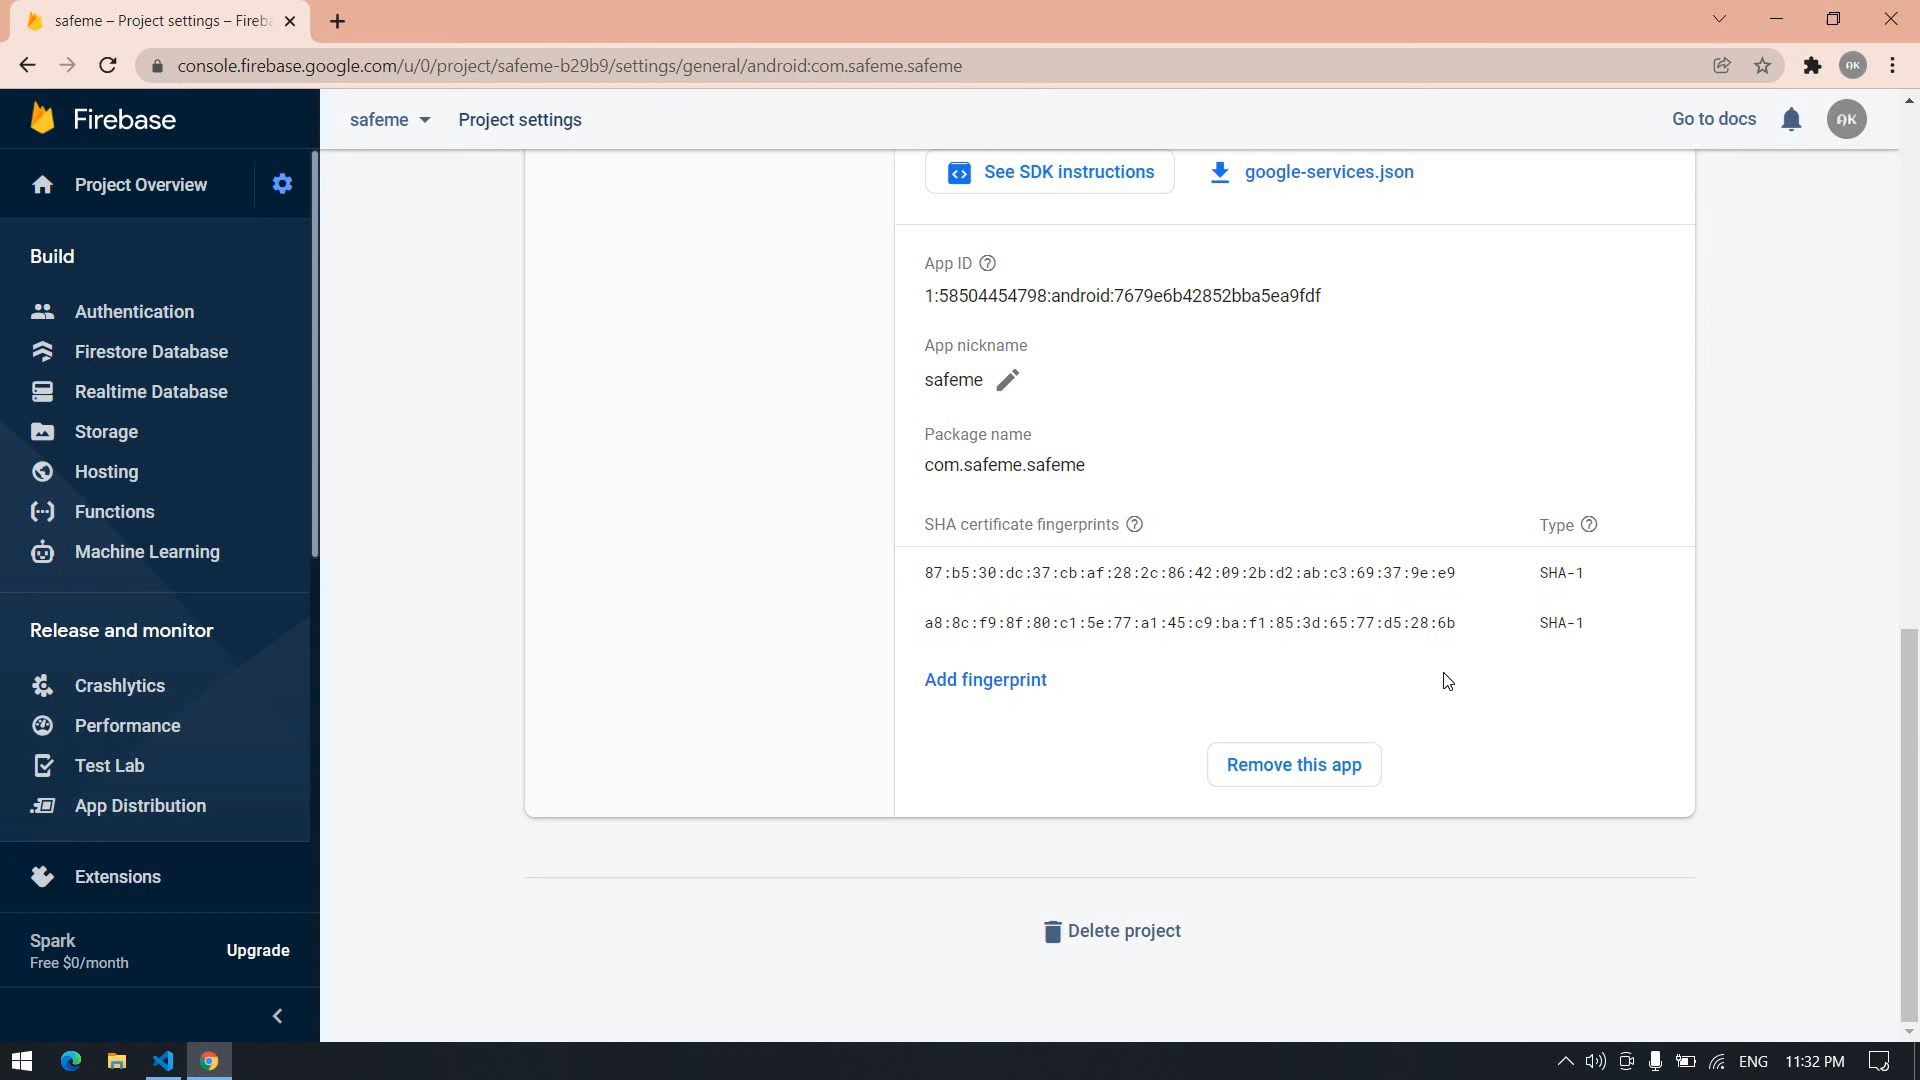 safeme – Project settings – Fireba
console.firebase.google.com/u/0/project/safeme-b29b9/settings/general/android:com.safeme.safeme
AK
Firebase
safeme
Project settings
Go to docs
AK
Project Overview
Build
Authentication
Firestore Database
Realtime Database
Storage
Hosting
Functions
Machine Learning
Release and monitor
Crashlytics
Performance
Test Lab
App Distribution
Extensions
Spark
Free $0/month
Upgrade
See SDK instructions
google-services.json
App ID
1:58504454798:android:7679e6b42852bba5ea9fdf
App nickname
safeme
Package name
com.safeme.safeme
SHA certificate fingerprints
Type
87:b5:30:dc:37:cb:af:28:2c:86:42:09:2b:d2:ab:c3:69:37:9e:e9
SHA-1
a8:8c:f9:8f:80:c1:5e:77:a1:45:c9:ba:f1:85:3d:65:77:d5:28:6b
SHA-1
Add fingerprint
Remove this app
Delete project
ENG
11:32 PM